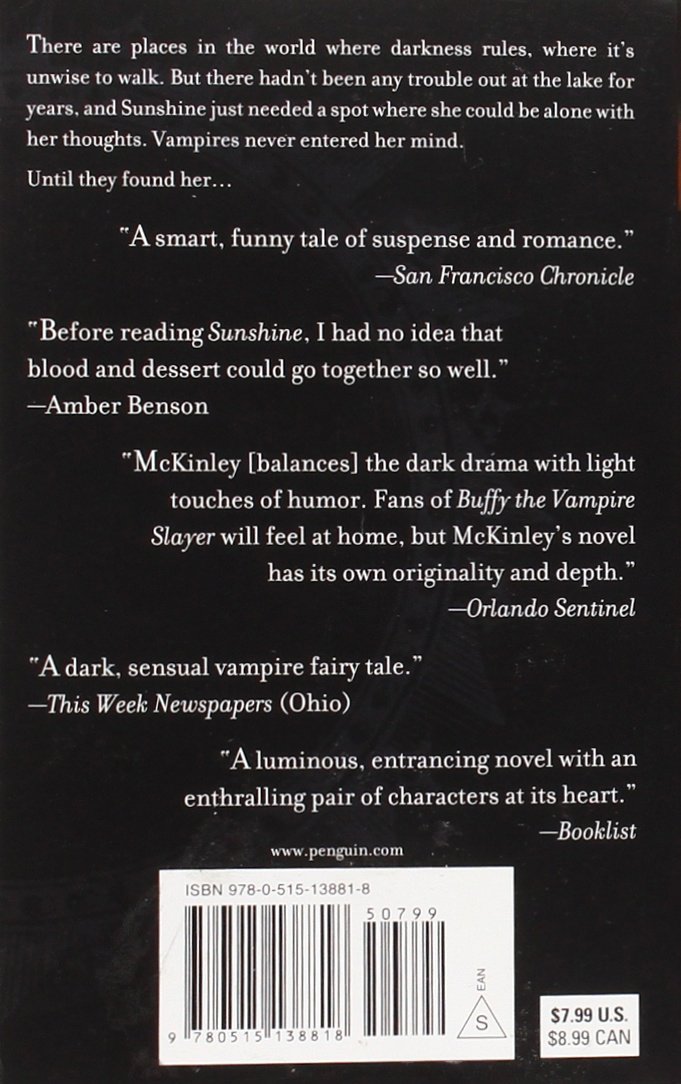 There are places in the world where darkness rules, where it's
unwise to walk. But there hadn't been any trouble out at the lake for
years, and Sunshine just needed a spot where she could be alone with
her thoughts. Vampires never entered her mind.
Until they found her...
"A smart, funny tale of suspense and romance."
—San Francisco Chronicle
"Before reading Sunshine, I had no idea that
blood and dessert could go together so well."
—Amber Benson
"McKinley [balances] the dark drama with light
touches of humor. Fans of Buffy the Vampire
Slayer will feel at home, but McKinley's novel
has its own originality and depth."
—Orlando Sentinel
"A dark, sensual vampire fairy tale."
—This Week Newspapers (Ohio)
"A luminous, entrancing novel with an
enthralling pair of characters at its heart."
—Booklist
www.penguin.com
ISBN 978-0-515-13881-8
50799
9 780515 138818
EAN
S
$7.99 U.S.
$8.99 CAN